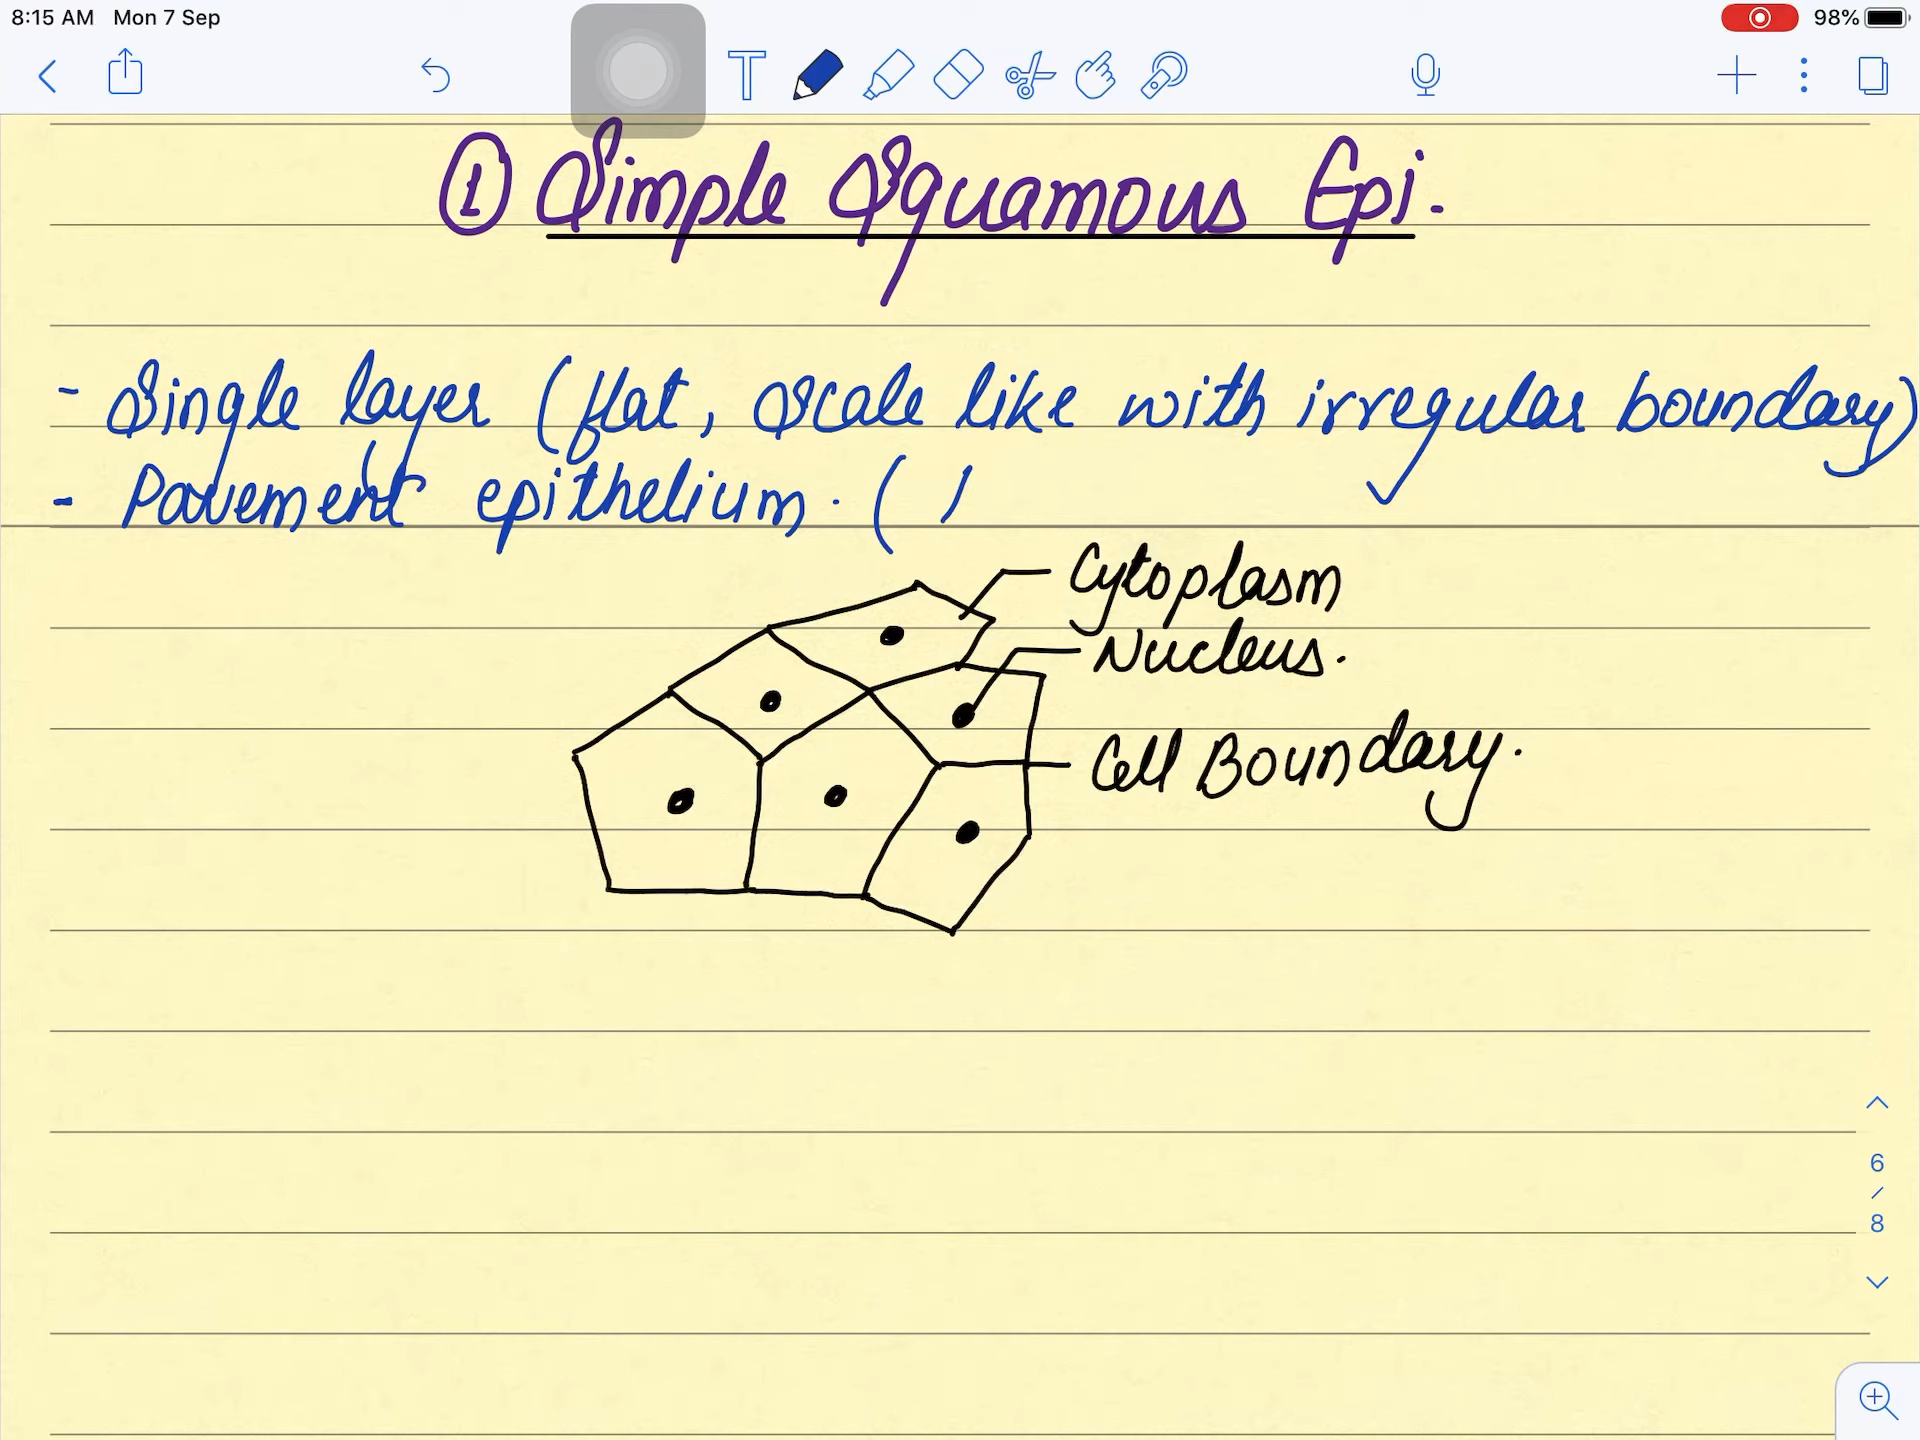 8:15 AM Mon 7 Sep
98%
T
① Simple Squamous Epi.
- Single layer (flat, Scale like with irregular boundary)
- Pavement epithelium. (
Cytoplasm
Nucleus.
Cell Boundary.
6
/
8